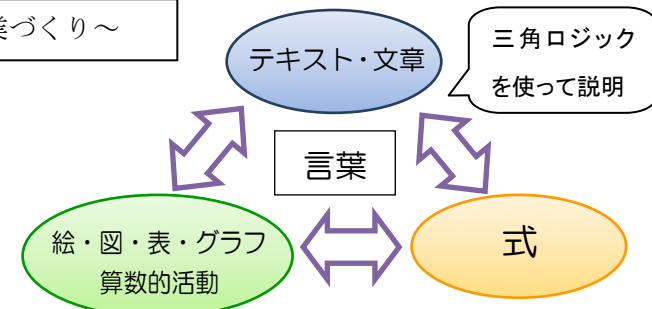 業づくり～
テキスト・文章
三角ロジック
を使って説明
言葉
絵・図・表・グラフ
算数的活動
式